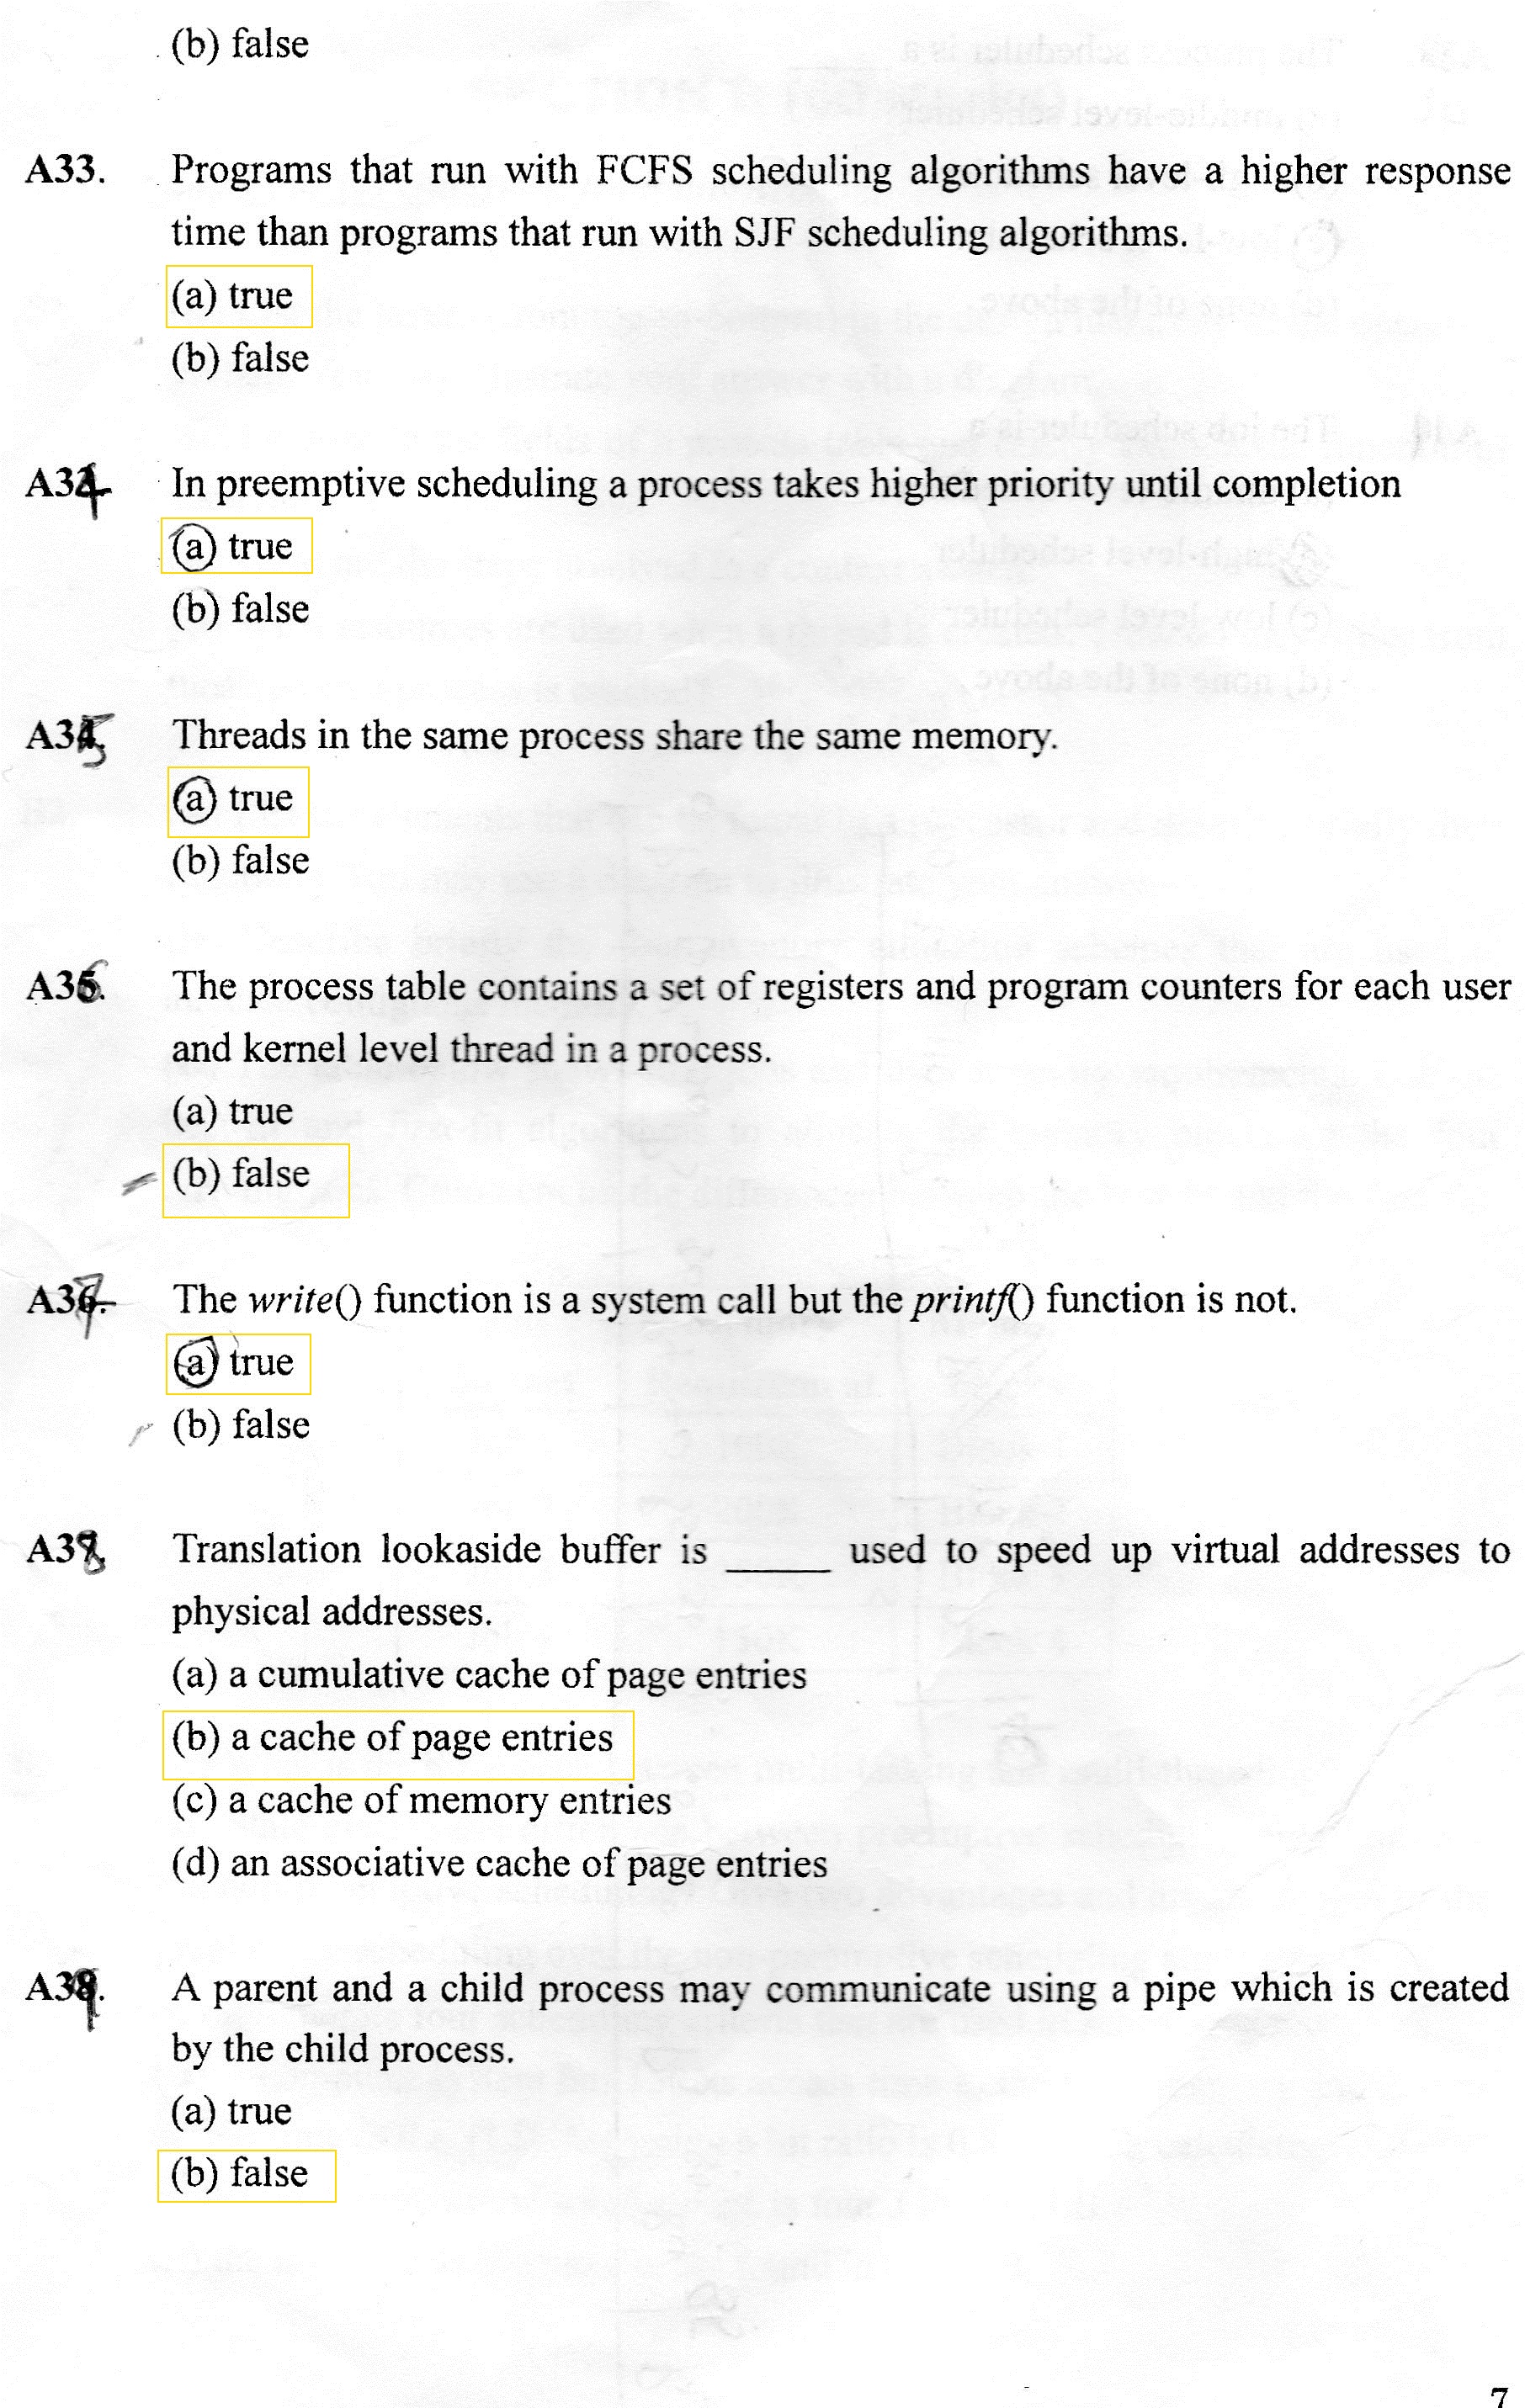 (b) false
A33. Programs that run with FCFS scheduling algorithms have a higher response
time than programs that run with SJF scheduling algorithms.
(a) true
(b) false
A34 In preemptive scheduling a process takes higher priority until completion
(a) true
(b) false
A35 Threads in the same process share the same memory.
(a) true
(b) false
A36. The process table contains a set of registers and program counters for each user
and kernel level thread in a process.
(a) true
(b) false
A37. The write() function is a system call but the printf() function is not.
(a) true
(b) false
A38. Translation lookaside buffer is _____ used to speed up virtual addresses to
physical addresses.
(a) a cumulative cache of page entries
(b) a cache of page entries
(c) a cache of memory entries
(d) an associative cache of page entries
A39. A parent and a child process may communicate using a pipe which is created
by the child process.
(a) true
(b) false
7